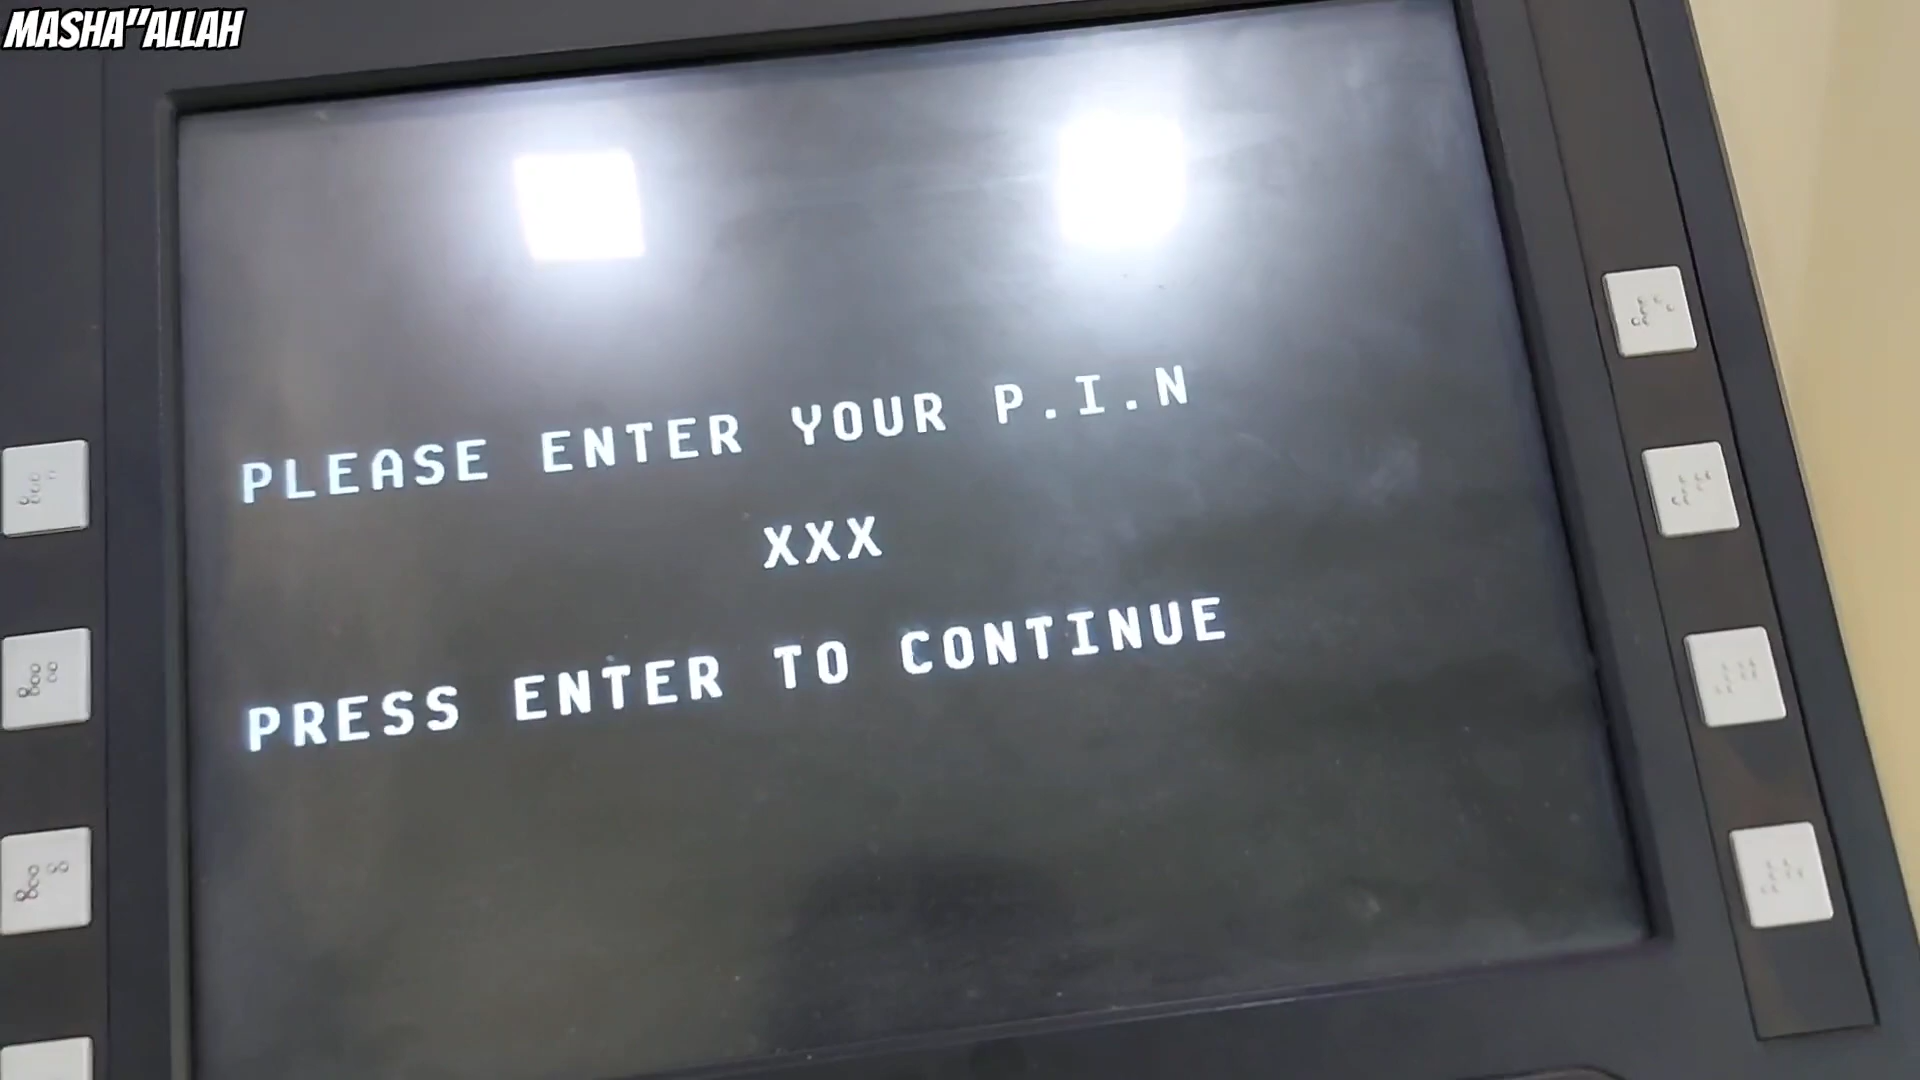 MASHA"ALLAH
PLEASE ENTER YOUR P.I.N
XXX
PRESS ENTER TO CONTINUE